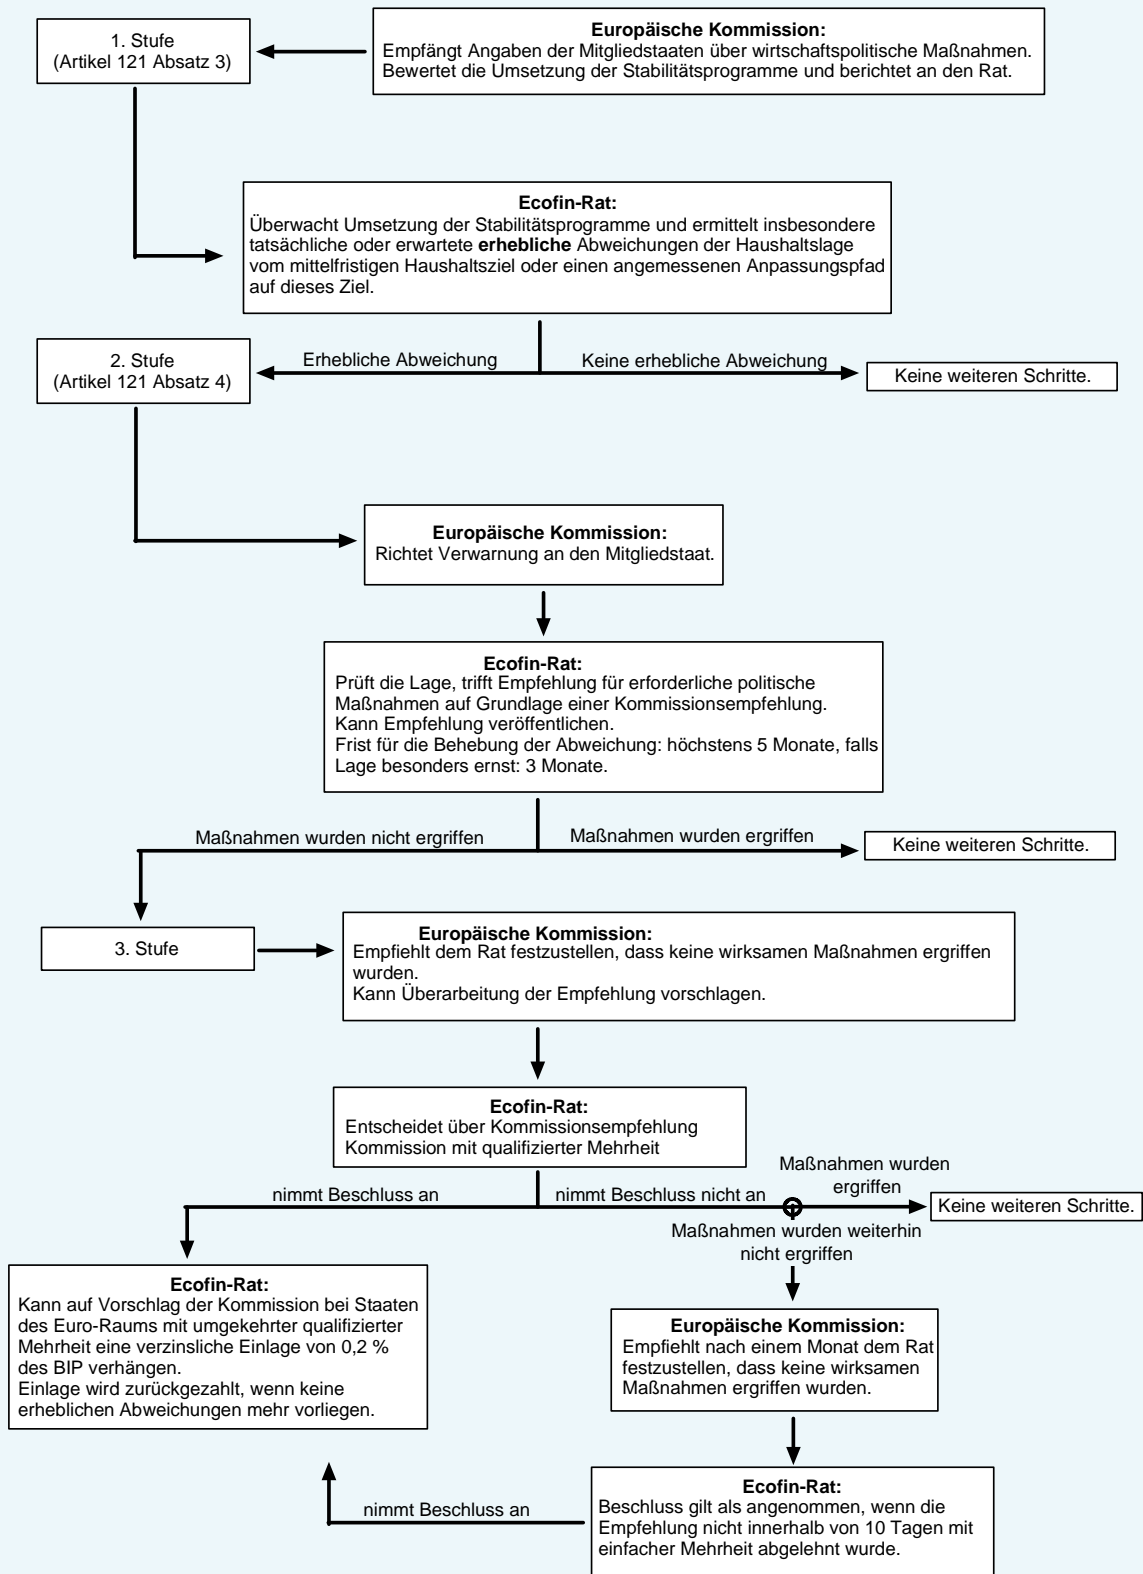 1. Stufe
(Artikel 121 Absatz 3)
Europäische Kommission:
Empfängt Angaben der Mitgliedstaaten über wirtschaftspolitische Maßnahmen.
Bewertet die Umsetzung der Stabilitätsprogramme und berichtet an den Rat.
Ecofin-Rat:
Überwacht Umsetzung der Stabilitätsprogramme und ermittelt insbesondere
tatsächliche oder erwartete erhebliche Abweichungen der Haushaltslage
vom mittelfristigen Haushaltsziel oder einen angemessenen Anpassungspfad
auf dieses Ziel.
2. Stufe
(Artikel 121 Absatz 4)
Erhebliche Abweichung
Keine erhebliche Abweichung
Keine weiteren Schritte.
Europäische Kommission:
Richtet Verwarnung an den Mitgliedstaat.
Ecofin-Rat:
Prüft die Lage, trifft Empfehlung für erforderliche politische
Maßnahmen auf Grundlage einer Kommissionsempfehlung.
Kann Empfehlung veröffentlichen.
Frist für die Behebung der Abweichung: höchstens 5 Monate, falls
Lage besonders ernst: 3 Monate.
Maßnahmen wurden nicht ergriffen
Maßnahmen wurden ergriffen
Keine weiteren Schritte.
3. Stufe
Europäische Kommission:
Empfiehlt dem Rat festzustellen, dass keine wirksamen Maßnahmen ergriffen
wurden.
Kann Überarbeitung der Empfehlung vorschlagen.
Ecofin-Rat:
Entscheidet über Kommissionsempfehlung
Kommission mit qualifizierter Mehrheit
nimmt Beschluss an
nimmt Beschluss nicht an
Maßnahmen wurden
ergriffen
Keine weiteren Schritte.
Maßnahmen wurden weiterhin
nicht ergriffen
Ecofin-Rat:
Kann auf Vorschlag der Kommission bei Staaten
des Euro-Raums mit umgekehrter qualifizierter
Mehrheit eine verzinsliche Einlage von 0,2 %
des BIP verhängen.
Einlage wird zurückgezahlt, wenn keine
erheblichen Abweichungen mehr vorliegen.
Europäische Kommission:
Empfiehlt nach einem Monat dem Rat
festzustellen, dass keine wirksamen
Maßnahmen ergriffen wurden.
nimmt Beschluss an
Ecofin-Rat:
Beschluss gilt als angenommen, wenn die
Empfehlung nicht innerhalb von 10 Tagen mit
einfacher Mehrheit abgelehnt wurde.